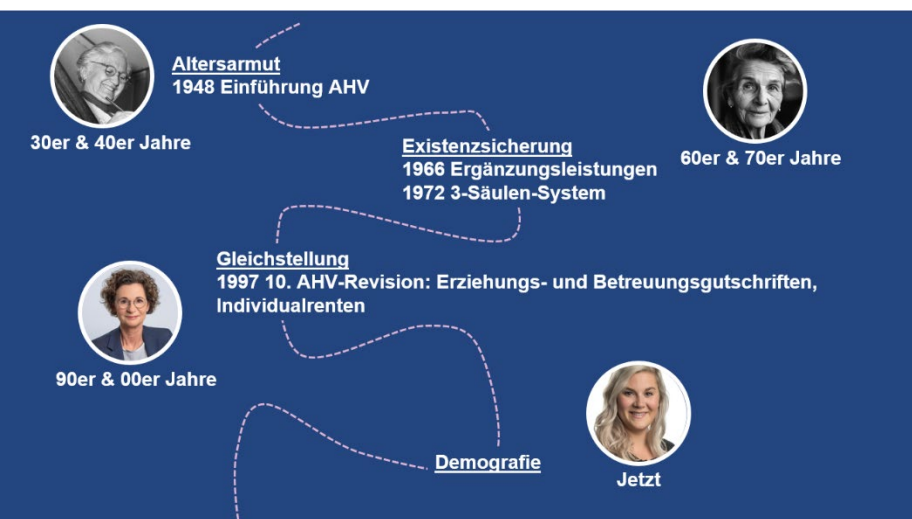 Altersarmut
1948 Einführung AHV
30er & 40er Jahre
Existenzsicherung
1966 Ergänzungsleistungen
1972 3-Säulen-System
60er & 70er Jahre
Gleichstellung
1997 10. AHV-Revision: Erziehungs- und Betreuungsgutschriften,
Individualrenten
90er & 00er Jahre
Demografie
Jetzt